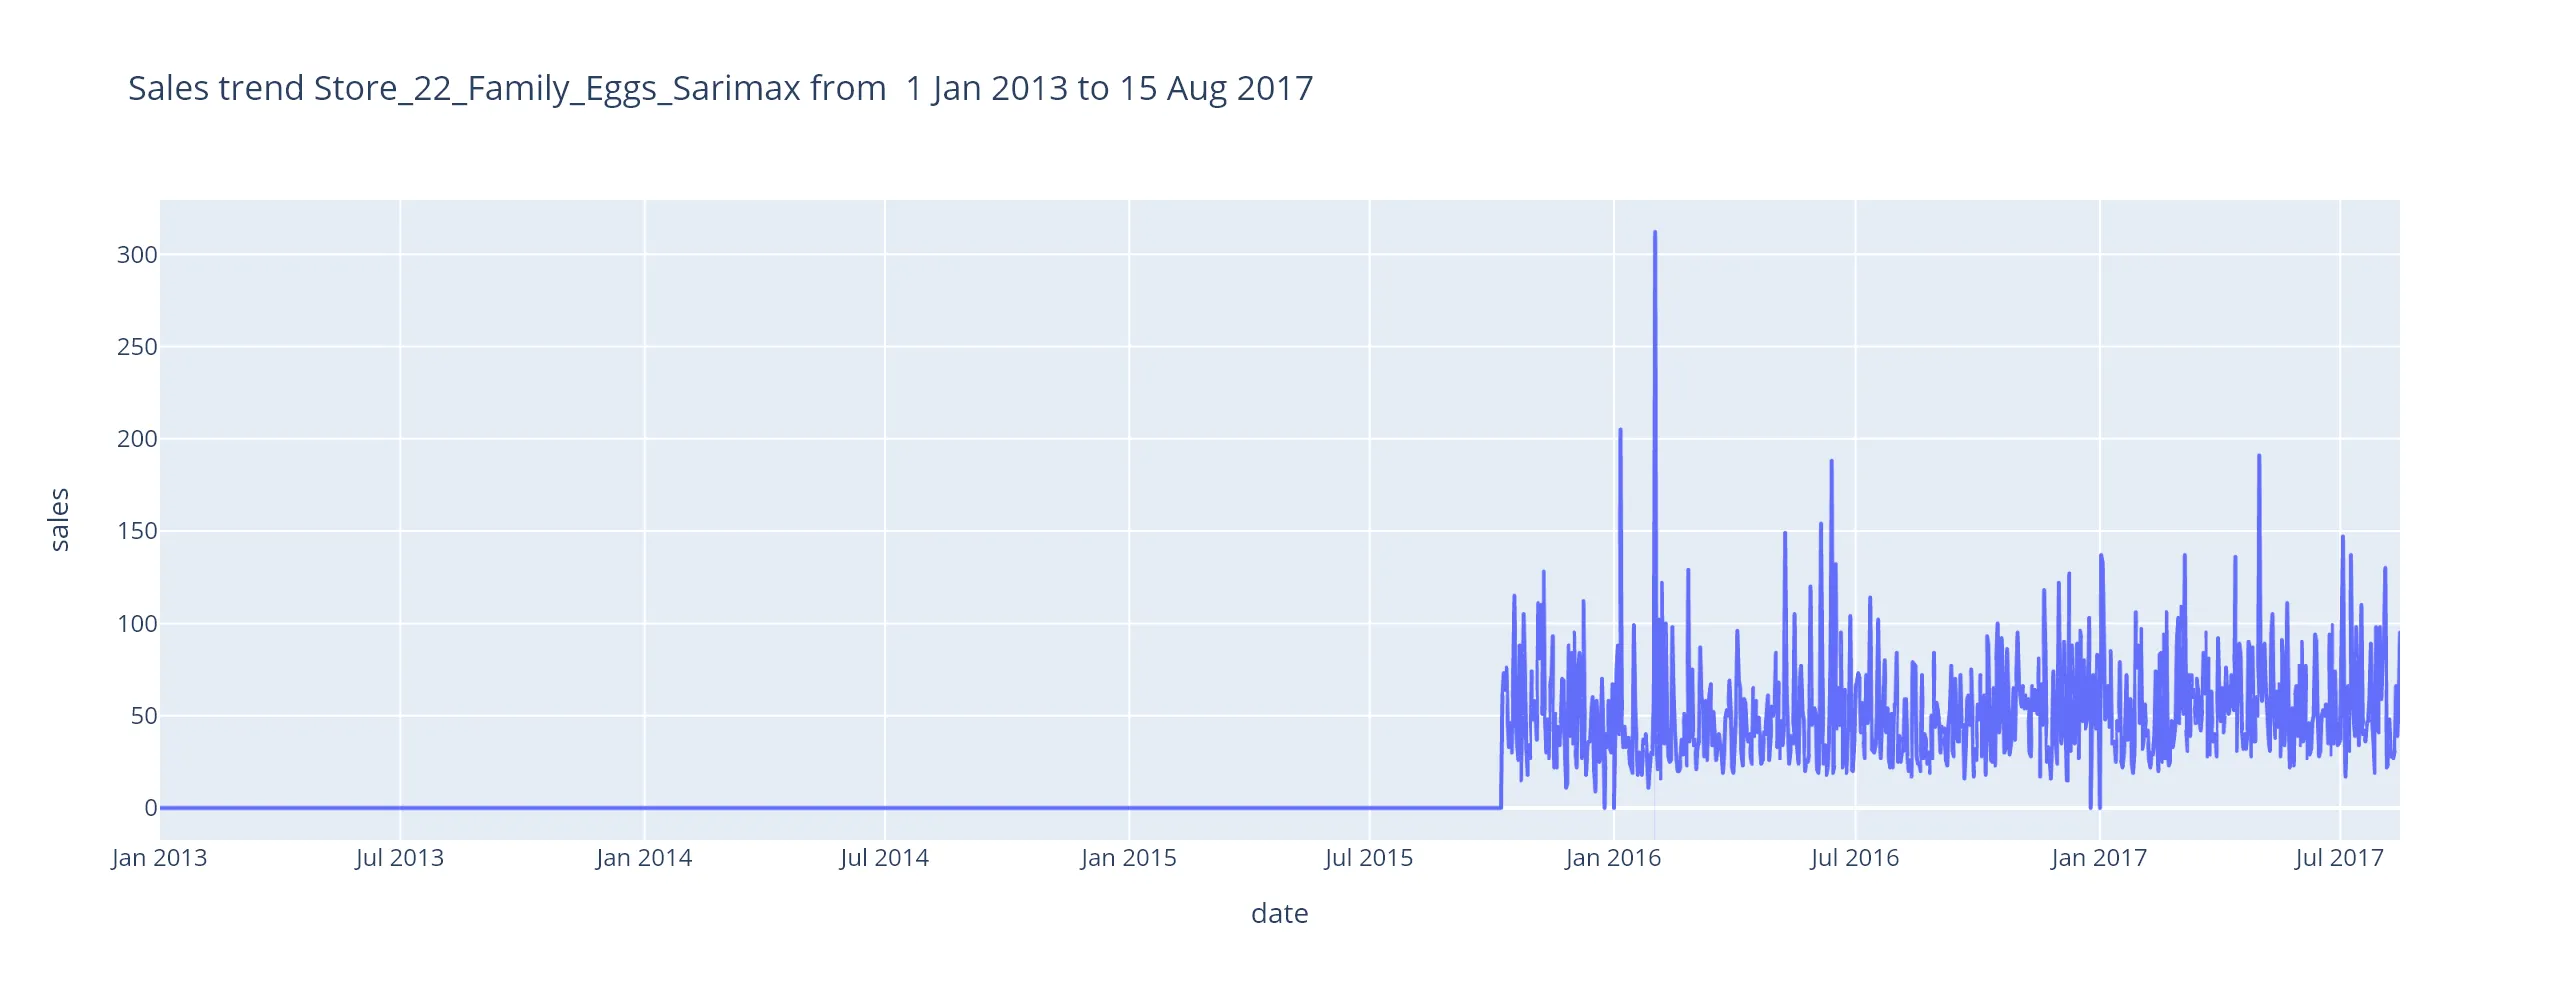 Sales trend Store_22_Family_Eggs_Sarimax from  1 Jan 2013 to 15 Aug 2017
300
250
200
150
100
50
0
sales
Jan 2013
Jul 2013
Jan 2014
Jul 2014
Jan 2015
Jul 2015
Jan 2016
Jul 2016
Jan 2017
Jul 2017
date